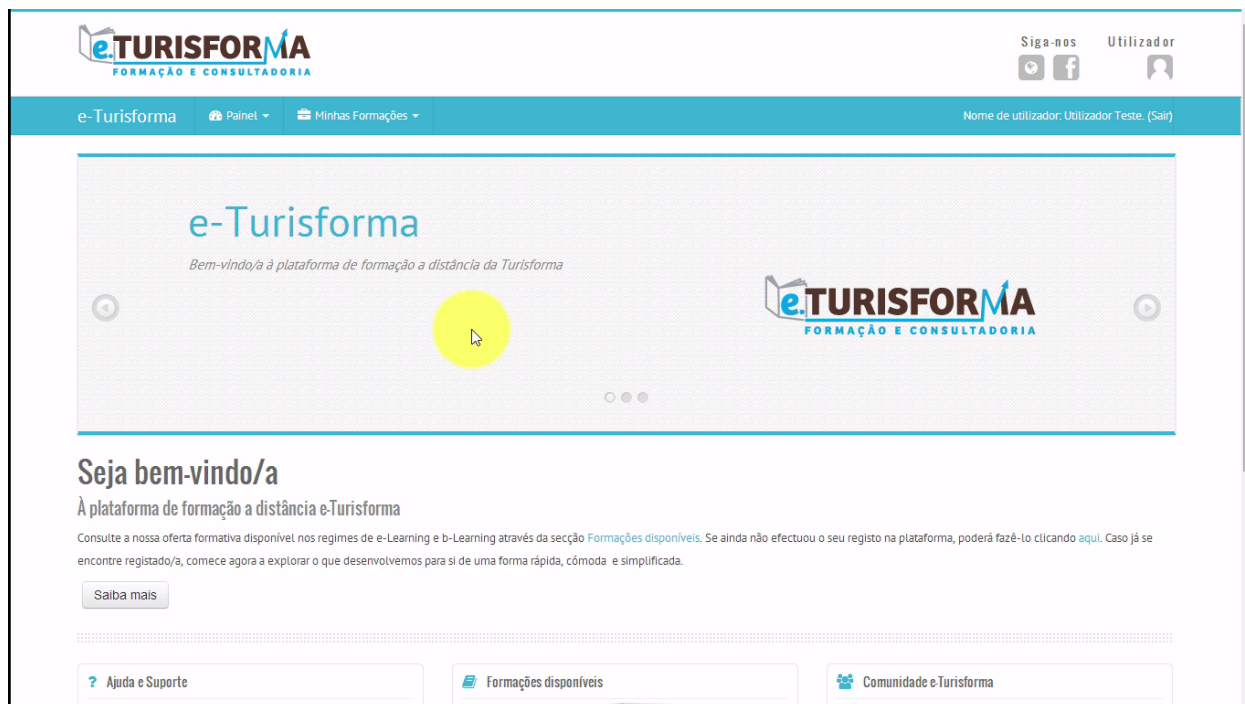 e.TURISFORMA
FORMAÇÃO E CONSULTADORIA
Siga-nos
Utilizador
e-Turisforma
Painel
Minhas Formações
Nome de utilizador: Utilizador Teste. (Sair)
e-Turisforma
Bem-vindo/a à plataforma de formação a distância da Turisforma
e.TURISFORMA
FORMAÇÃO E CONSULTADORIA
Seja bem-vindo/a
À plataforma de formação a distância e-Turisforma
Consulte a nossa oferta formativa disponível nos regimes de e-Learning e b-Learning através da secção Formações disponíveis. Se ainda não efectuou o seu registo na plataforma, poderá fazê-lo clicando aqui. Caso já se
encontre registado/a, comece agora a explorar o que desenvolvemos para si de uma forma rápida, cómoda e simplificada.
Saiba mais
? Ajuda e Suporte
Formações disponíveis
Comunidade e-Turisforma